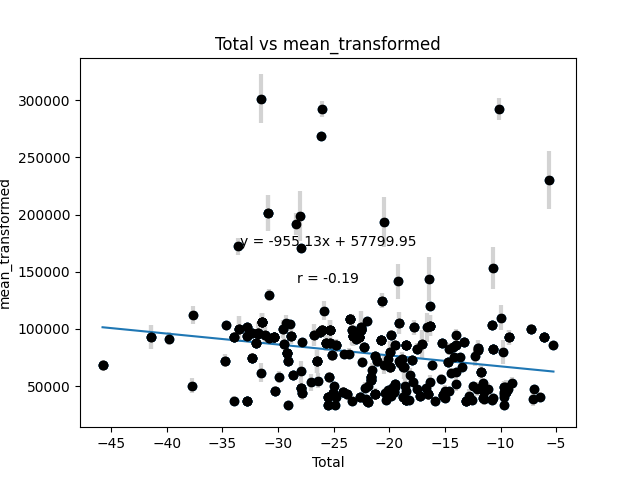 Total vs mean_transformed
300000
250000
200000
y = -955.13x + 57799.95
150000
r = -0.19
100000
50000
mean_transformed
−45 −40 −35 −30 −25 −20 −15 −10 −5
Total